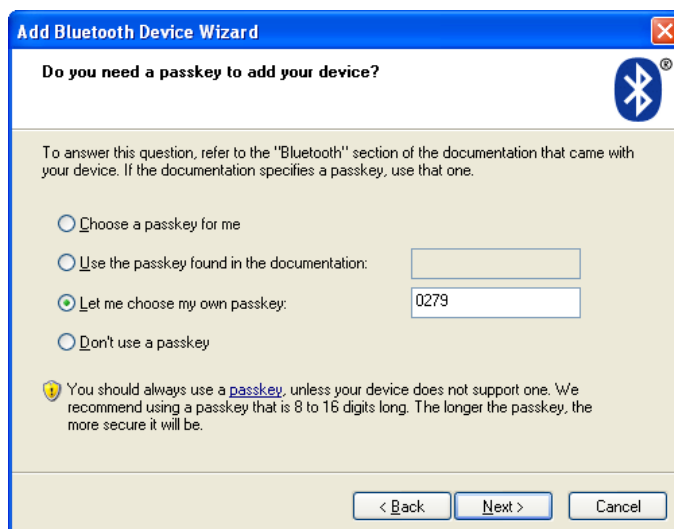 Add Bluetooth Device Wizard
Do you need a passkey to add your device?
®
To answer this question, refer to the "Bluetooth" section of the documentation that came with
your device. If the documentation specifies a passkey, use that one.
Choose a passkey for me
Use the passkey found in the documentation:
Let me choose my own passkey: 0279
Don't use a passkey
You should always use a passkey, unless your device does not support one. We
recommend using a passkey that is 8 to 16 digits long. The longer the passkey, the
more secure it will be.
< Back Next > Cancel